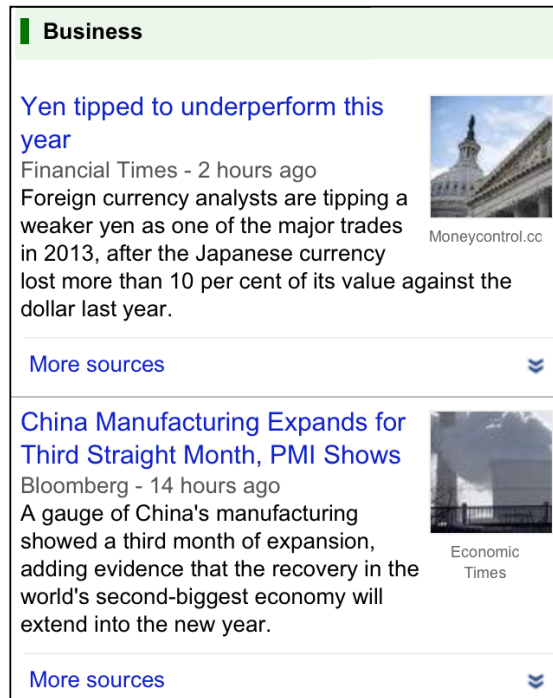 Business
Yen tipped to underperform this
year
Financial Times - 2 hours ago
Foreign currency analysts are tipping a
weaker yen as one of the major trades
in 2013, after the Japanese currency
lost more than 10 per cent of its value against the
dollar last year.
Moneycontrol.cc
More sources
China Manufacturing Expands for
Third Straight Month, PMI Shows
Bloomberg - 14 hours ago
A gauge of China's manufacturing
showed a third month of expansion,
adding evidence that the recovery in the
world's second-biggest economy will
extend into the new year.
Economic
Times
More sources